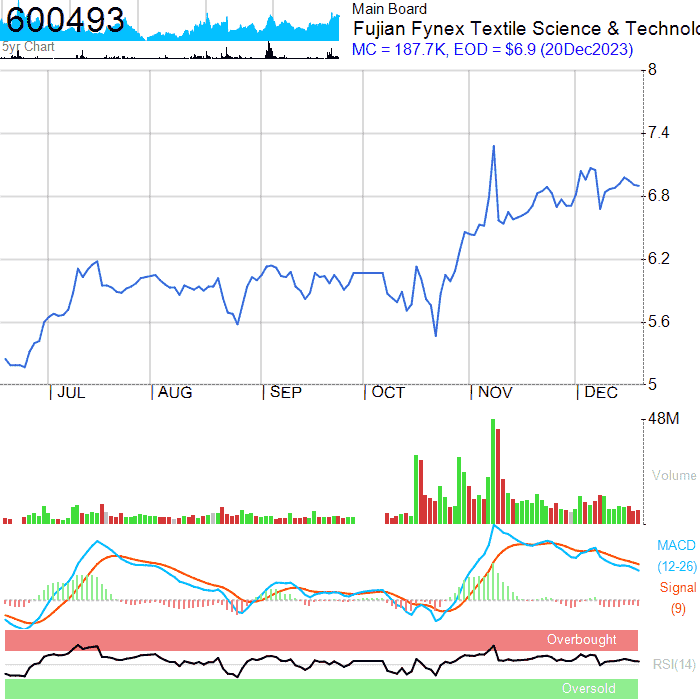 600493
5yr Chart
Main Board
Fujian Fynex Textile Science & Technolo
MC = 187.7K, EOD = $6.9 (20Dec2023)
8
7.4
6.8
6.2
5.6
5
JUL AUG SEP OCT NOV DEC
48M
Volume
MACD
(12-26)
Signal
(9)
Overbought
RSI(14)
Oversold